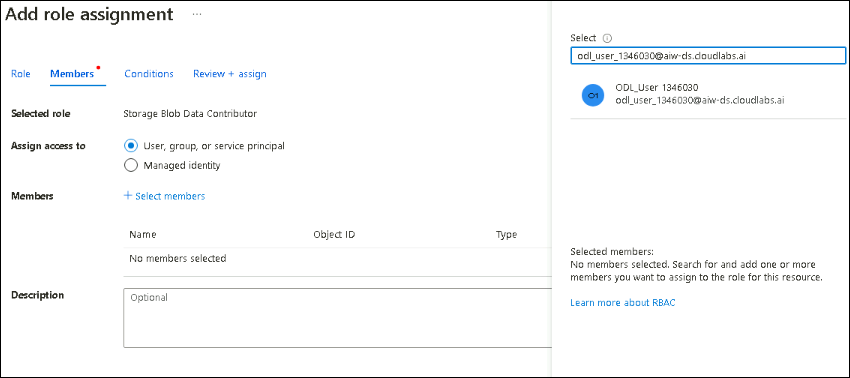 Add role assignment ...
Role
Members
Conditions
Review + assign
Selected role
Storage Blob Data Contributor
Assign access to
User, group, or service principal
Managed identity
Members
+ Select members
Name
Object ID
Type
No members selected
Description
Optional
Select
odl_user_1346030@aiw-ds.cloudlabs.ai
ODL_User 1346030
odl_user_1346030@aiw-ds.cloudlabs.ai
Selected members:
No members selected. Search for and add one or more
members you want to assign to the role for this resource.
Learn more about RBAC